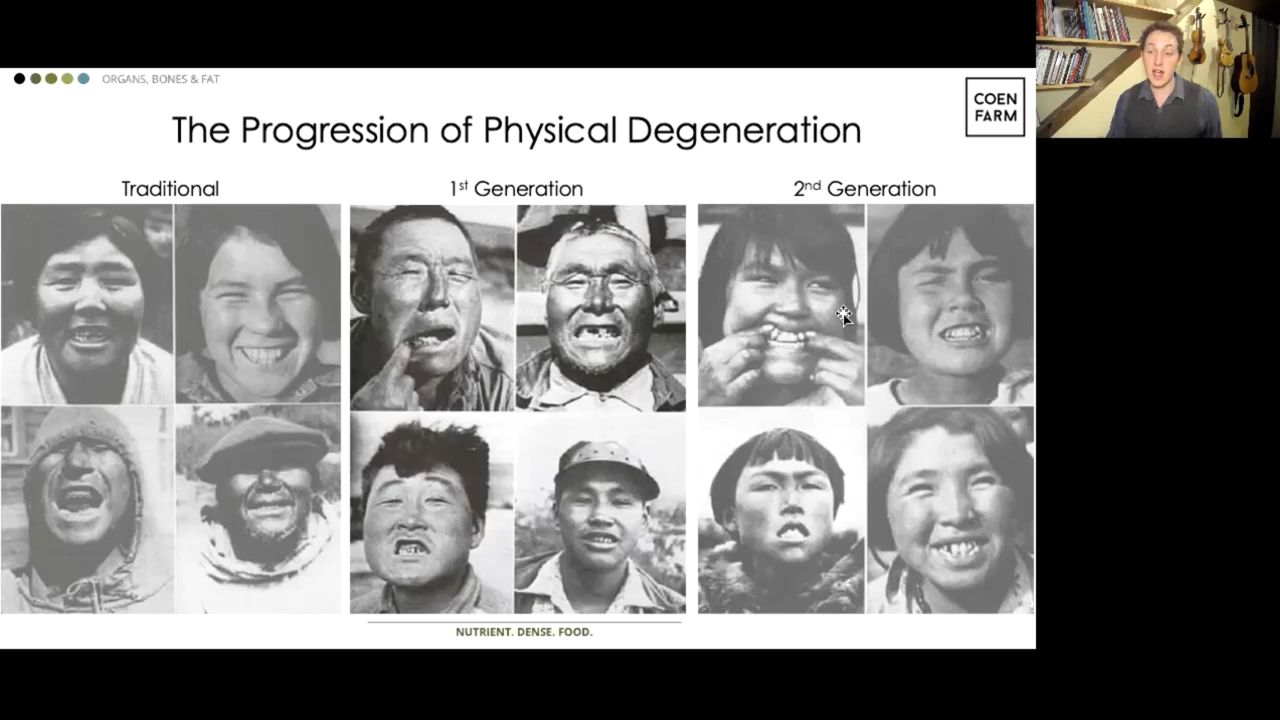 ORGANS, BONES & FAT
COEN
FARM
The Progression of Physical Degeneration
Traditional
1st Generation
2nd Generation
NUTRIENT. DENSE. FOOD.